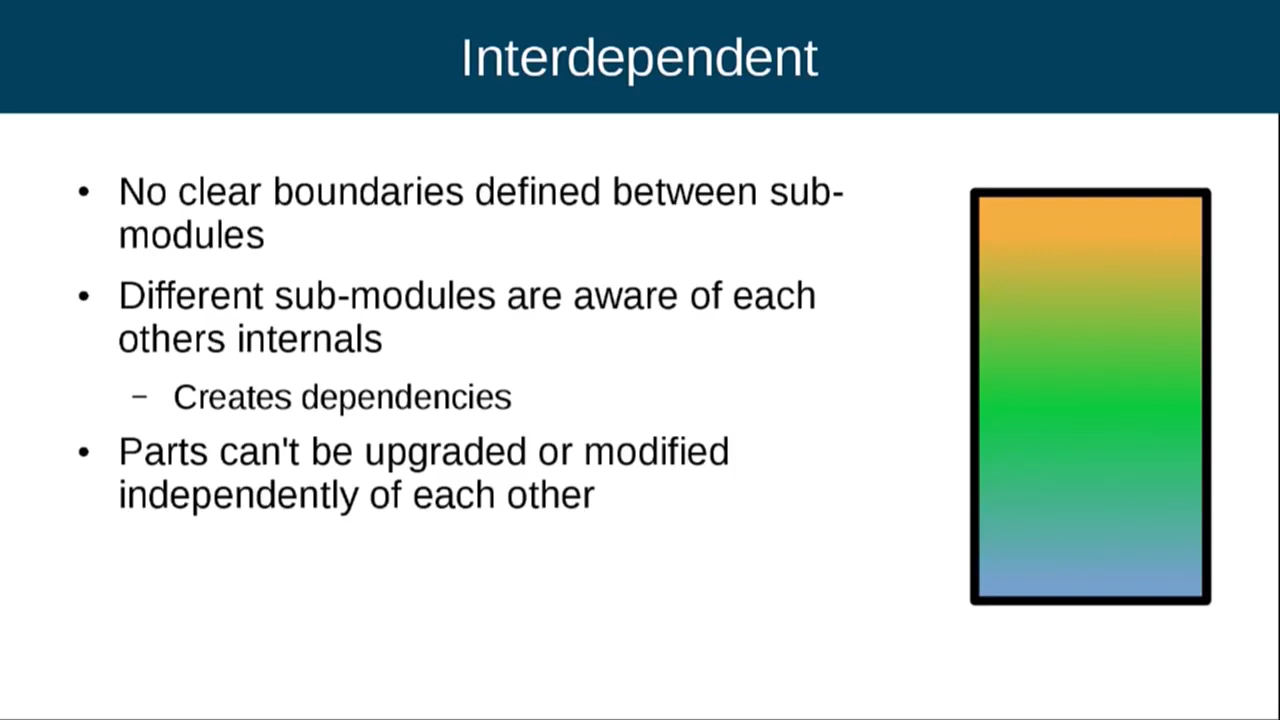 Interdependent
• No clear boundaries defined between sub-
modules
• Different sub-modules are aware of each
others internals
– Creates dependencies
• Parts can't be upgraded or modified
independently of each other